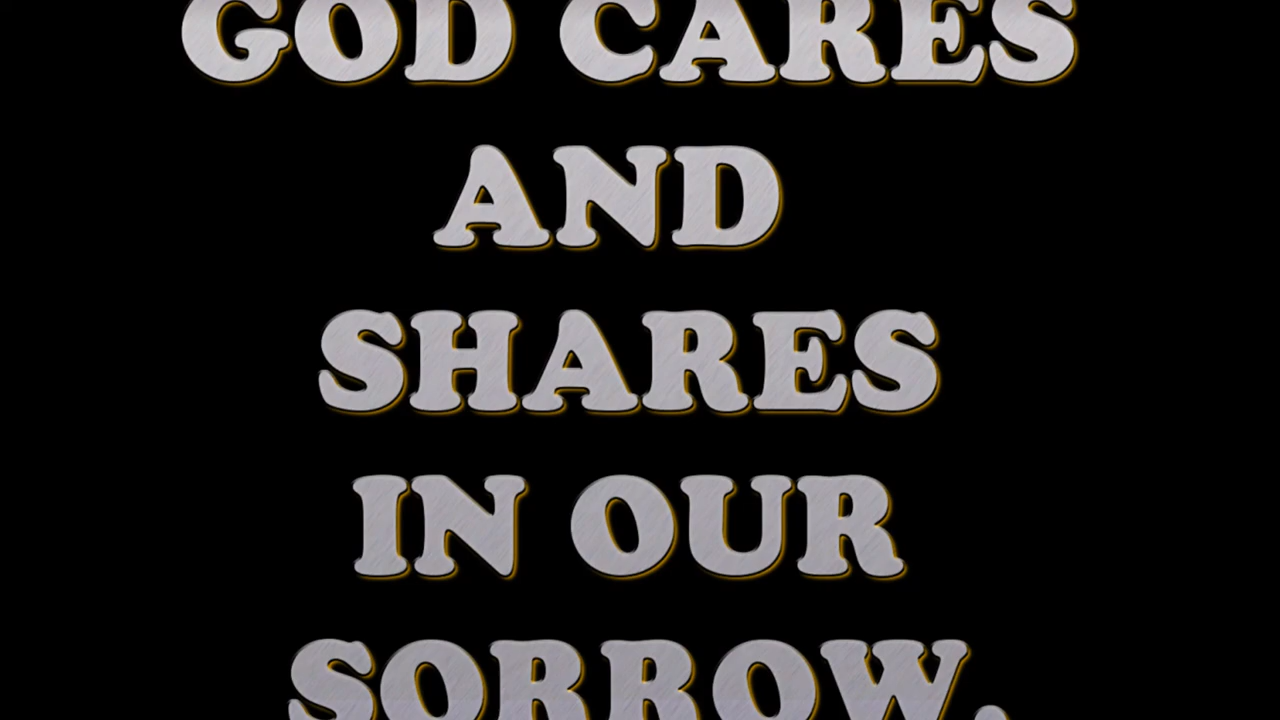 GOD CARES
AND
SHARES
IN OUR
SORROW.